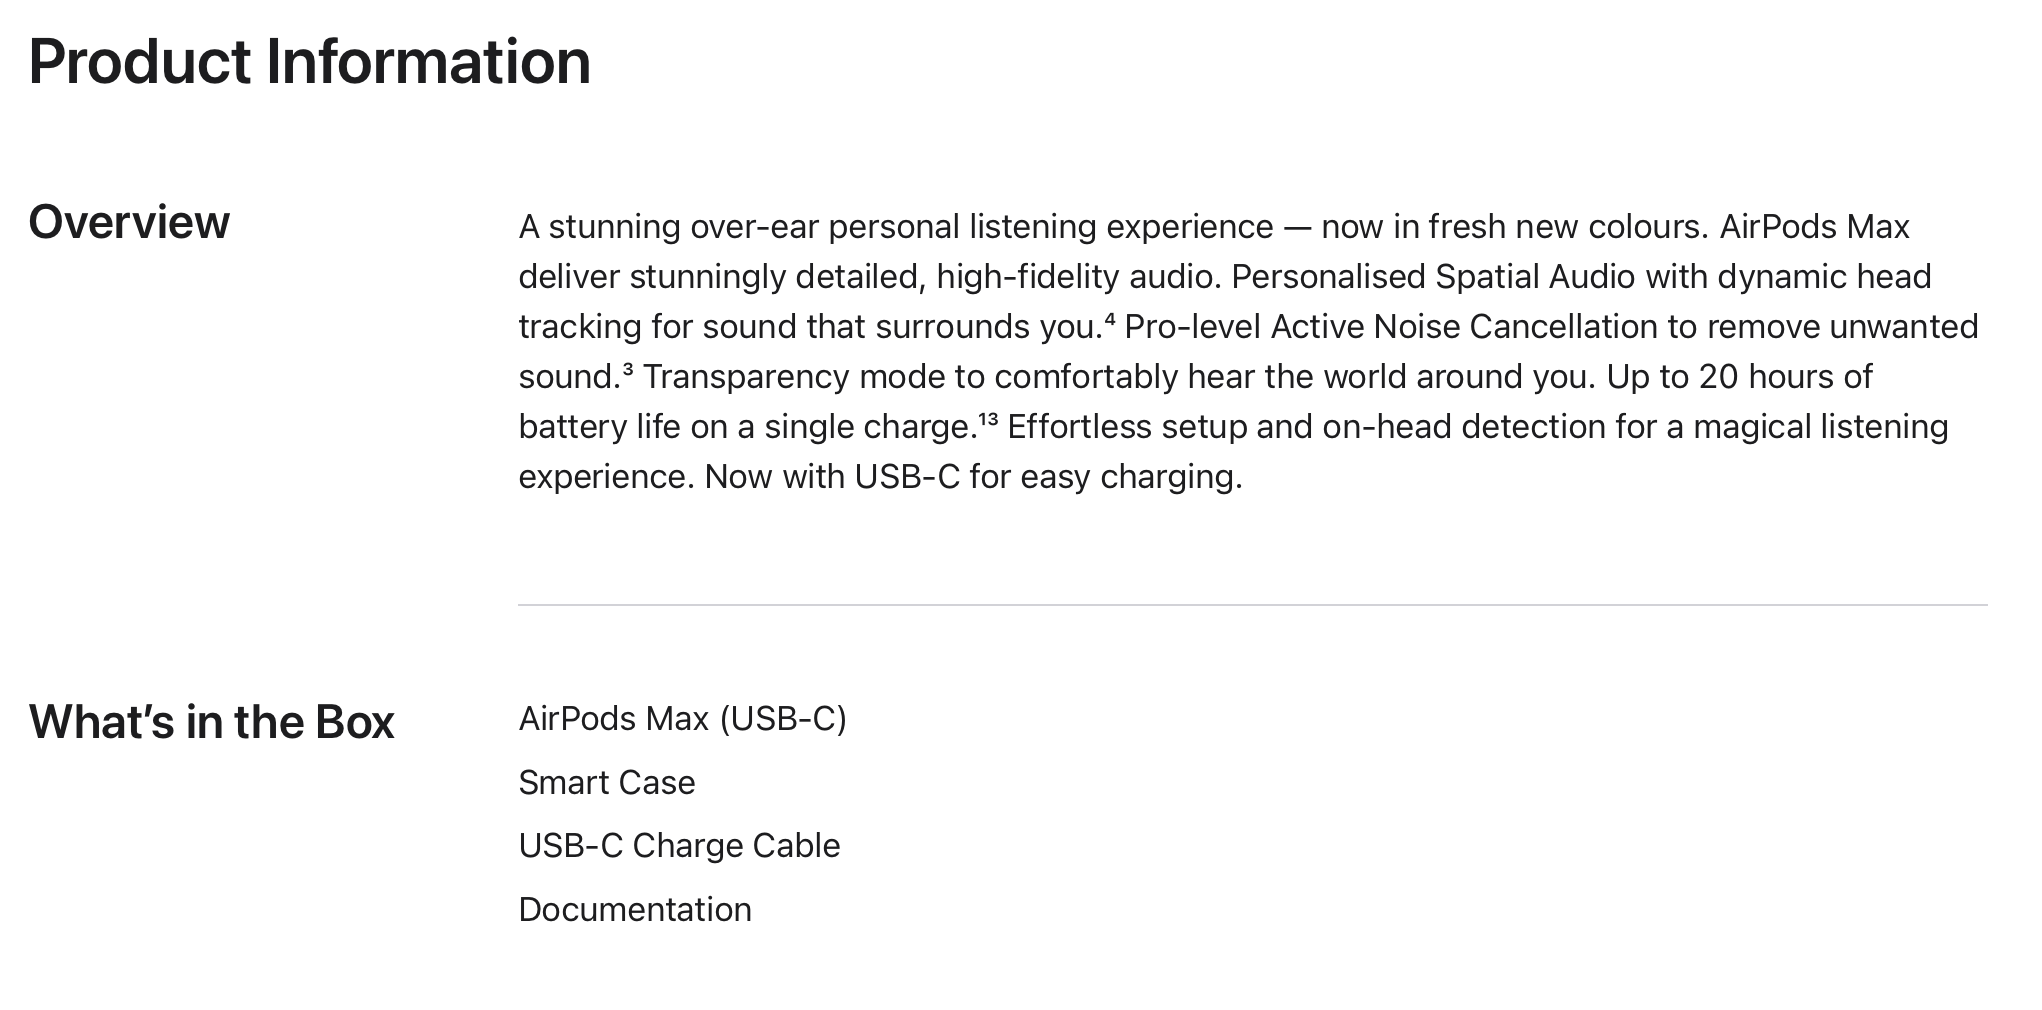 Product Information
Overview
A stunning over-ear personal listening experience — now in fresh new colours. AirPods Max
deliver stunningly detailed, high-fidelity audio. Personalised Spatial Audio with dynamic head
tracking for sound that surrounds you.⁴ Pro-level Active Noise Cancellation to remove unwanted
sound.³ Transparency mode to comfortably hear the world around you. Up to 20 hours of
battery life on a single charge.¹³ Effortless setup and on-head detection for a magical listening
experience. Now with USB-C for easy charging.
What’s in the Box
AirPods Max (USB-C)
Smart Case
USB-C Charge Cable
Documentation